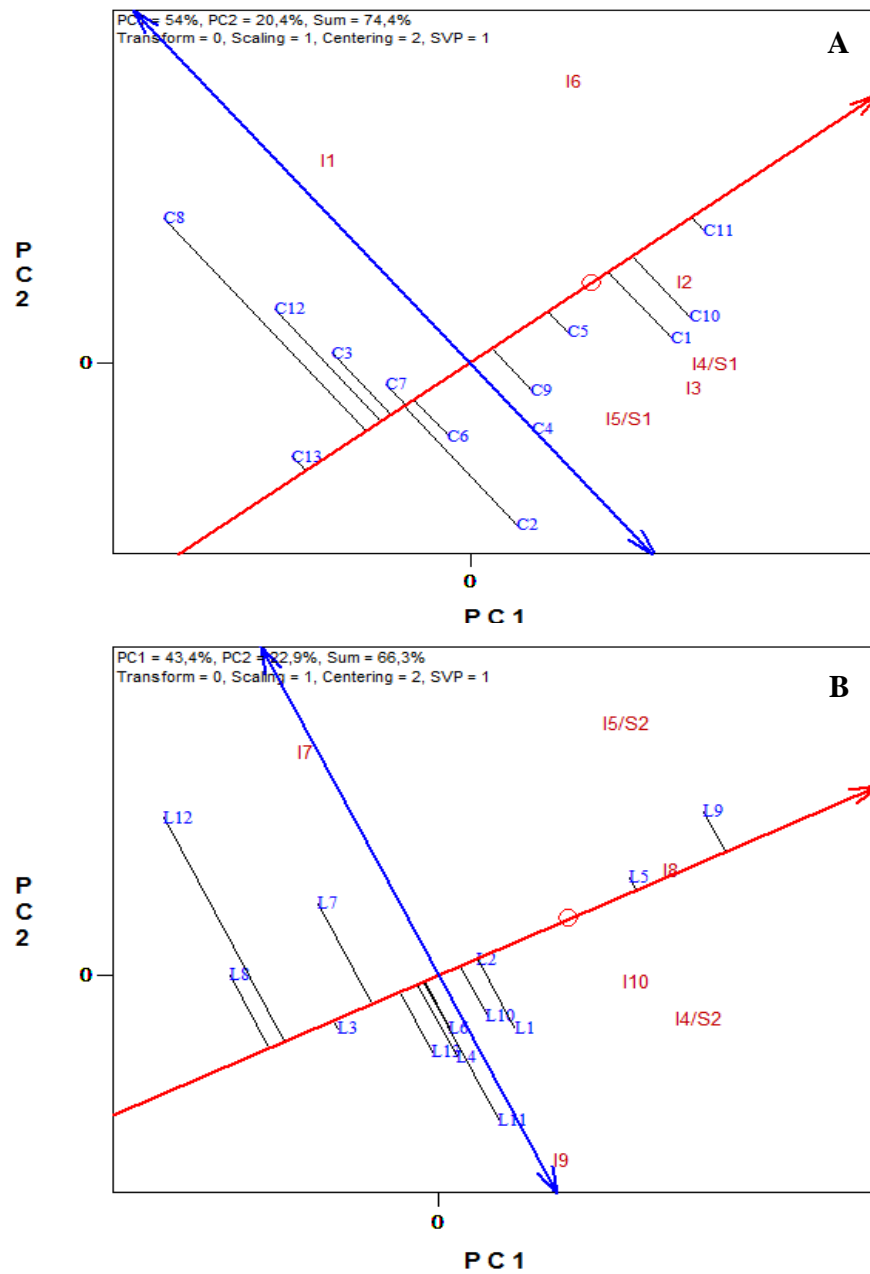 PC1 = 54%, PC2 = 20,4%, Sum = 74,4%
Transform = 0, Scaling = 1, Centering = 2, SVP = 1
A
I6
I1
C8
C11
P
C
2
I2
C12
C10
C5
C1
C3
0
I4/S1
C7
C9
I3
I5/S1
C6
C4
C13
C2
0
P C 1
PC1 = 43,4%, PC2 = 22,9%, Sum = 66,3%
Transform = 0, Scaling = 1, Centering = 2, SVP = 1
B
I5/S2
I7
L9
L12
I8
L5
P
C
2
L7
L2
0
L8
I10
L10
I4/S2
L3
L6
L1
L13
L4
L11
I9
0
P C 1